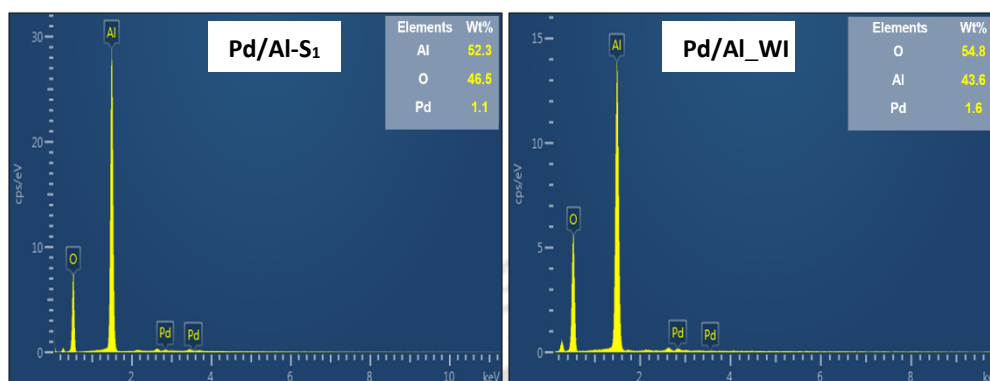 Pd/Al-S₁
Elements Wt%
Al 52.3
O 46.5
Pd 1.1
Al
O
Pd Pd
30
20
10
0
cps/eV
2 4 6 8 10 keV
Pd/Al_WI
Elements Wt%
O 54.8
Al 43.6
Pd 1.6
Al
O
Pd Pd
15
10
5
0
cps/eV
2 4 6 8 keV